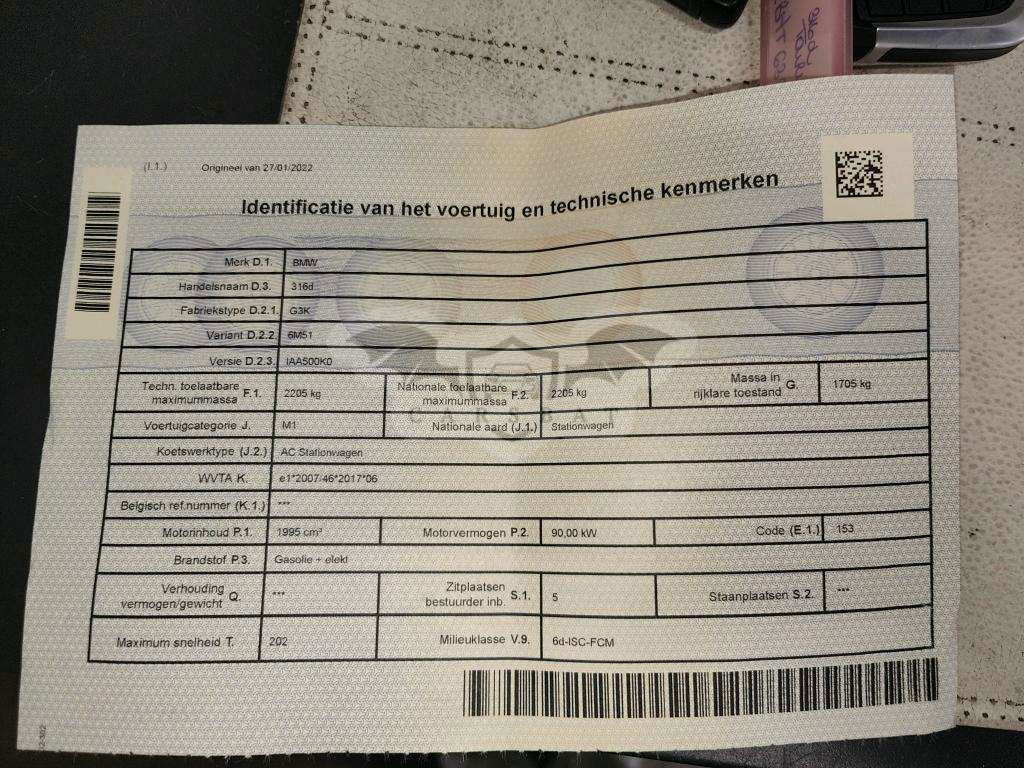 (I.1.) Origineel van 27/01/2022
Identificatie van het voertuig en technische kenmerken
Merk D.1. BMW
Handelsnaam D.3. 316d
Fabriekstype D.2.1. G3K
Variant D.2.2. 6M51
Versie D.2.3. IAA500K0
Techn. toelaatbare maximummassa F.1. 2205 kg Nationale toelaatbare maximummassa F.2. 2205 kg Massa in rijklare toestand G. 1705 kg
Voertuigcategorie J. M1 Nationale aard (J.1.) Stationwagen
Koetswerktype (J.2.) AC Stationwagen
WVTA K. e1*2007/46*2017*06
Belgisch ref.nummer (K.1.) ***
Motorinhoud P.1. 1995 cm³ Motorvermogen P.2. 90,00 kW Code (E.1.) 153
Brandstof P.3. Gasolie + elekt
Verhouding vermogen/gewicht Q. *** Zitplaatsen bestuurder inb. S.1. 5 Staanplaatsen S.2. ***
Maximum snelheid T. 202 Milieuklasse V.9. 6d-ISC-FCM